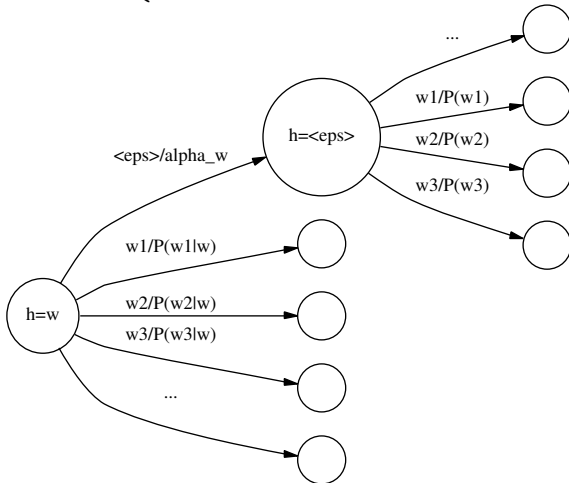 ...
w1/P(w1)
h=<eps>
w2/P(w2)
<eps>/alpha_w
w3/P(w3)
w1/P(w1|w)
h=w
w2/P(w2|w)
w3/P(w3|w)
...